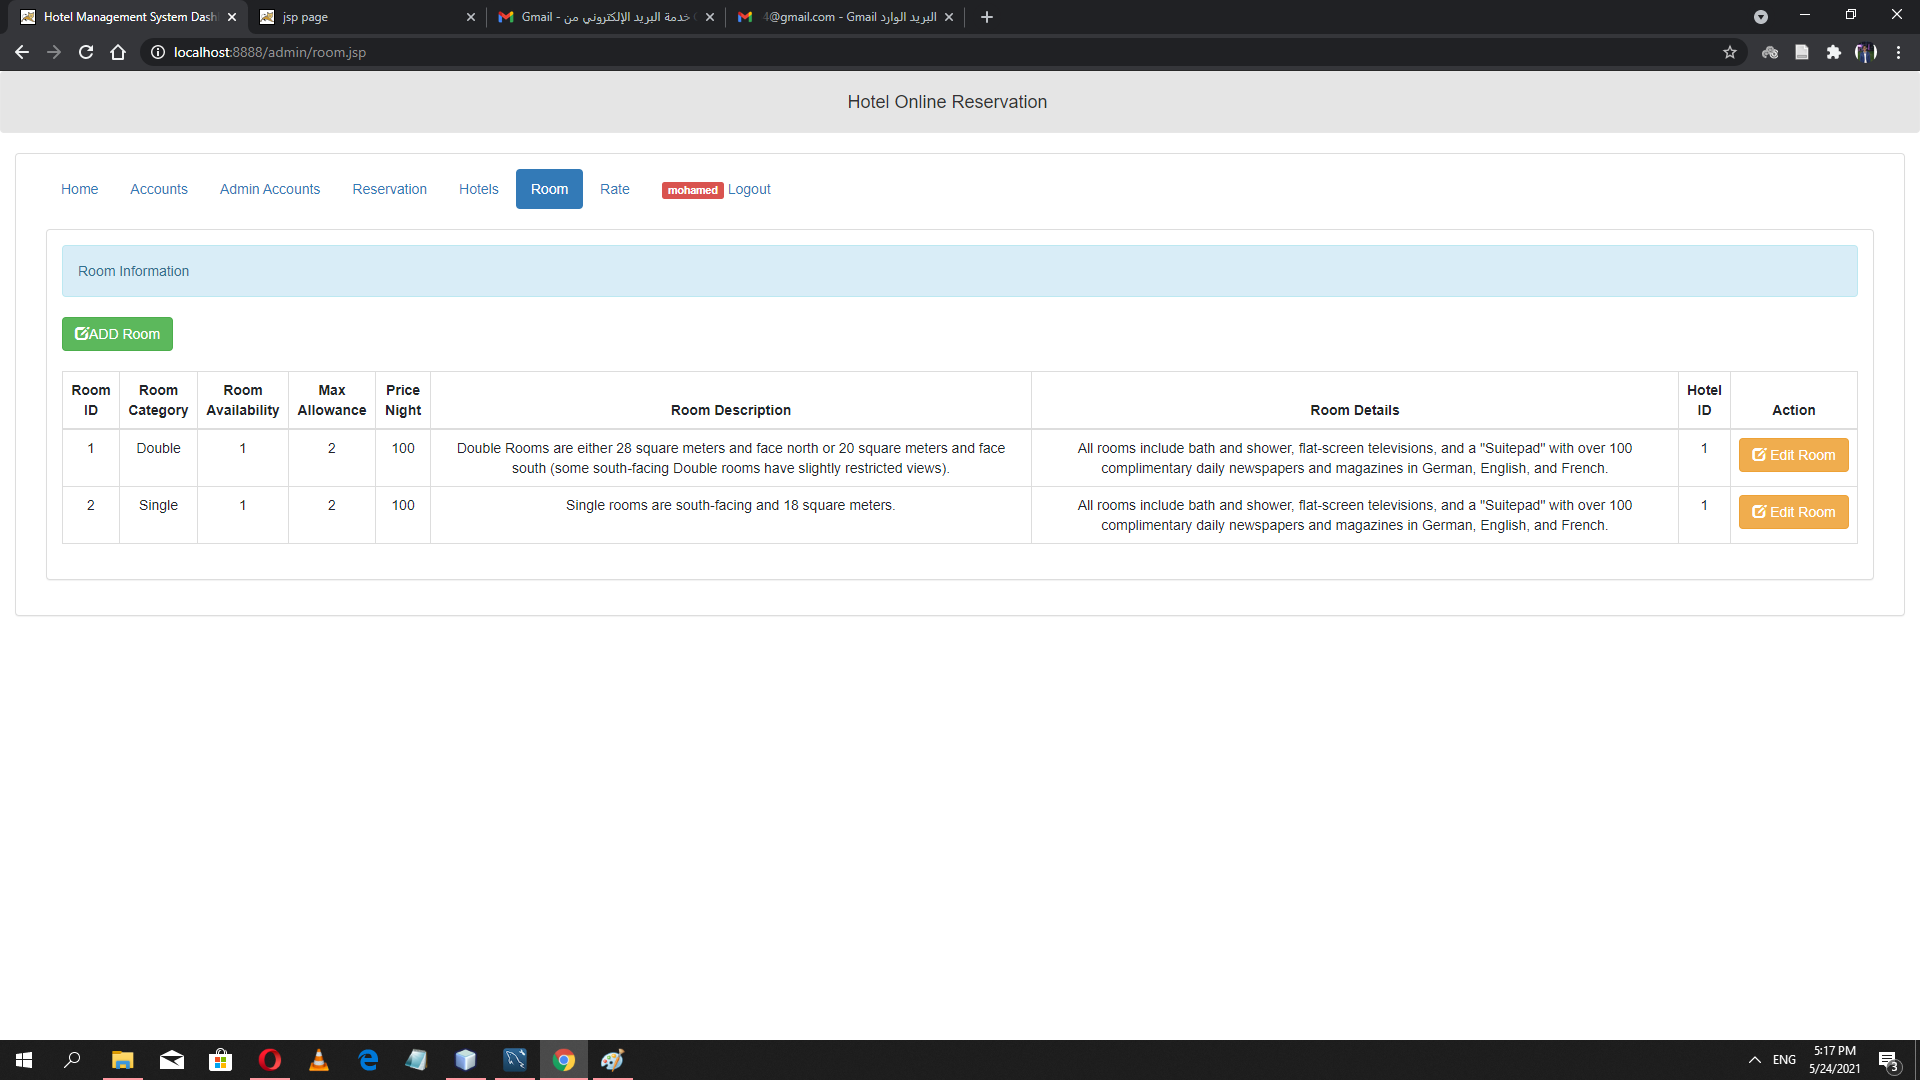 Hotel Management System Dash
jsp page
Gmail - خدمة البريد الإلكتروني من
4@gmail.com - Gmail البريد الوارد
localhost:8888/admin/room.jsp
Hotel Online Reservation
Home Accounts Admin Accounts Reservation Hotels Room Rate mohamed Logout
Room Information
ADD Room
Room ID Room Category Room Availability Max Allowance Price Night Room Description Room Details Hotel ID Action
1 Double 1 2 100 Double Rooms are either 28 square meters and face north or 20 square meters and face
south (some south-facing Double rooms have slightly restricted views).
All rooms include bath and shower, flat-screen televisions, and a "Suitepad" with over 100
complimentary daily newspapers and magazines in German, English, and French.
1 Edit Room
2 Single 1 2 100 Single rooms are south-facing and 18 square meters.
All rooms include bath and shower, flat-screen televisions, and a "Suitepad" with over 100
complimentary daily newspapers and magazines in German, English, and French.
1 Edit Room
ENG
5:17 PM
5/24/2021
3